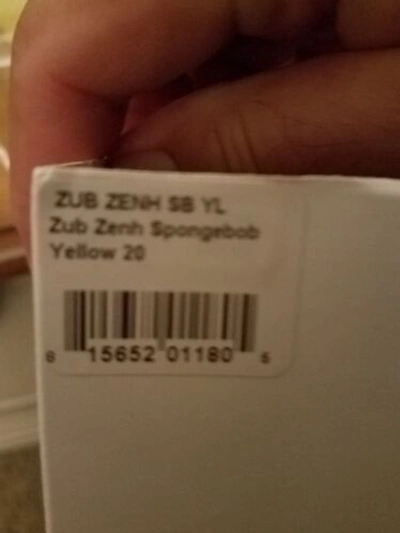 ZUB ZENH SB YL
Zub Zenh Spongebob
Yellow 20
8 15652 01180 5